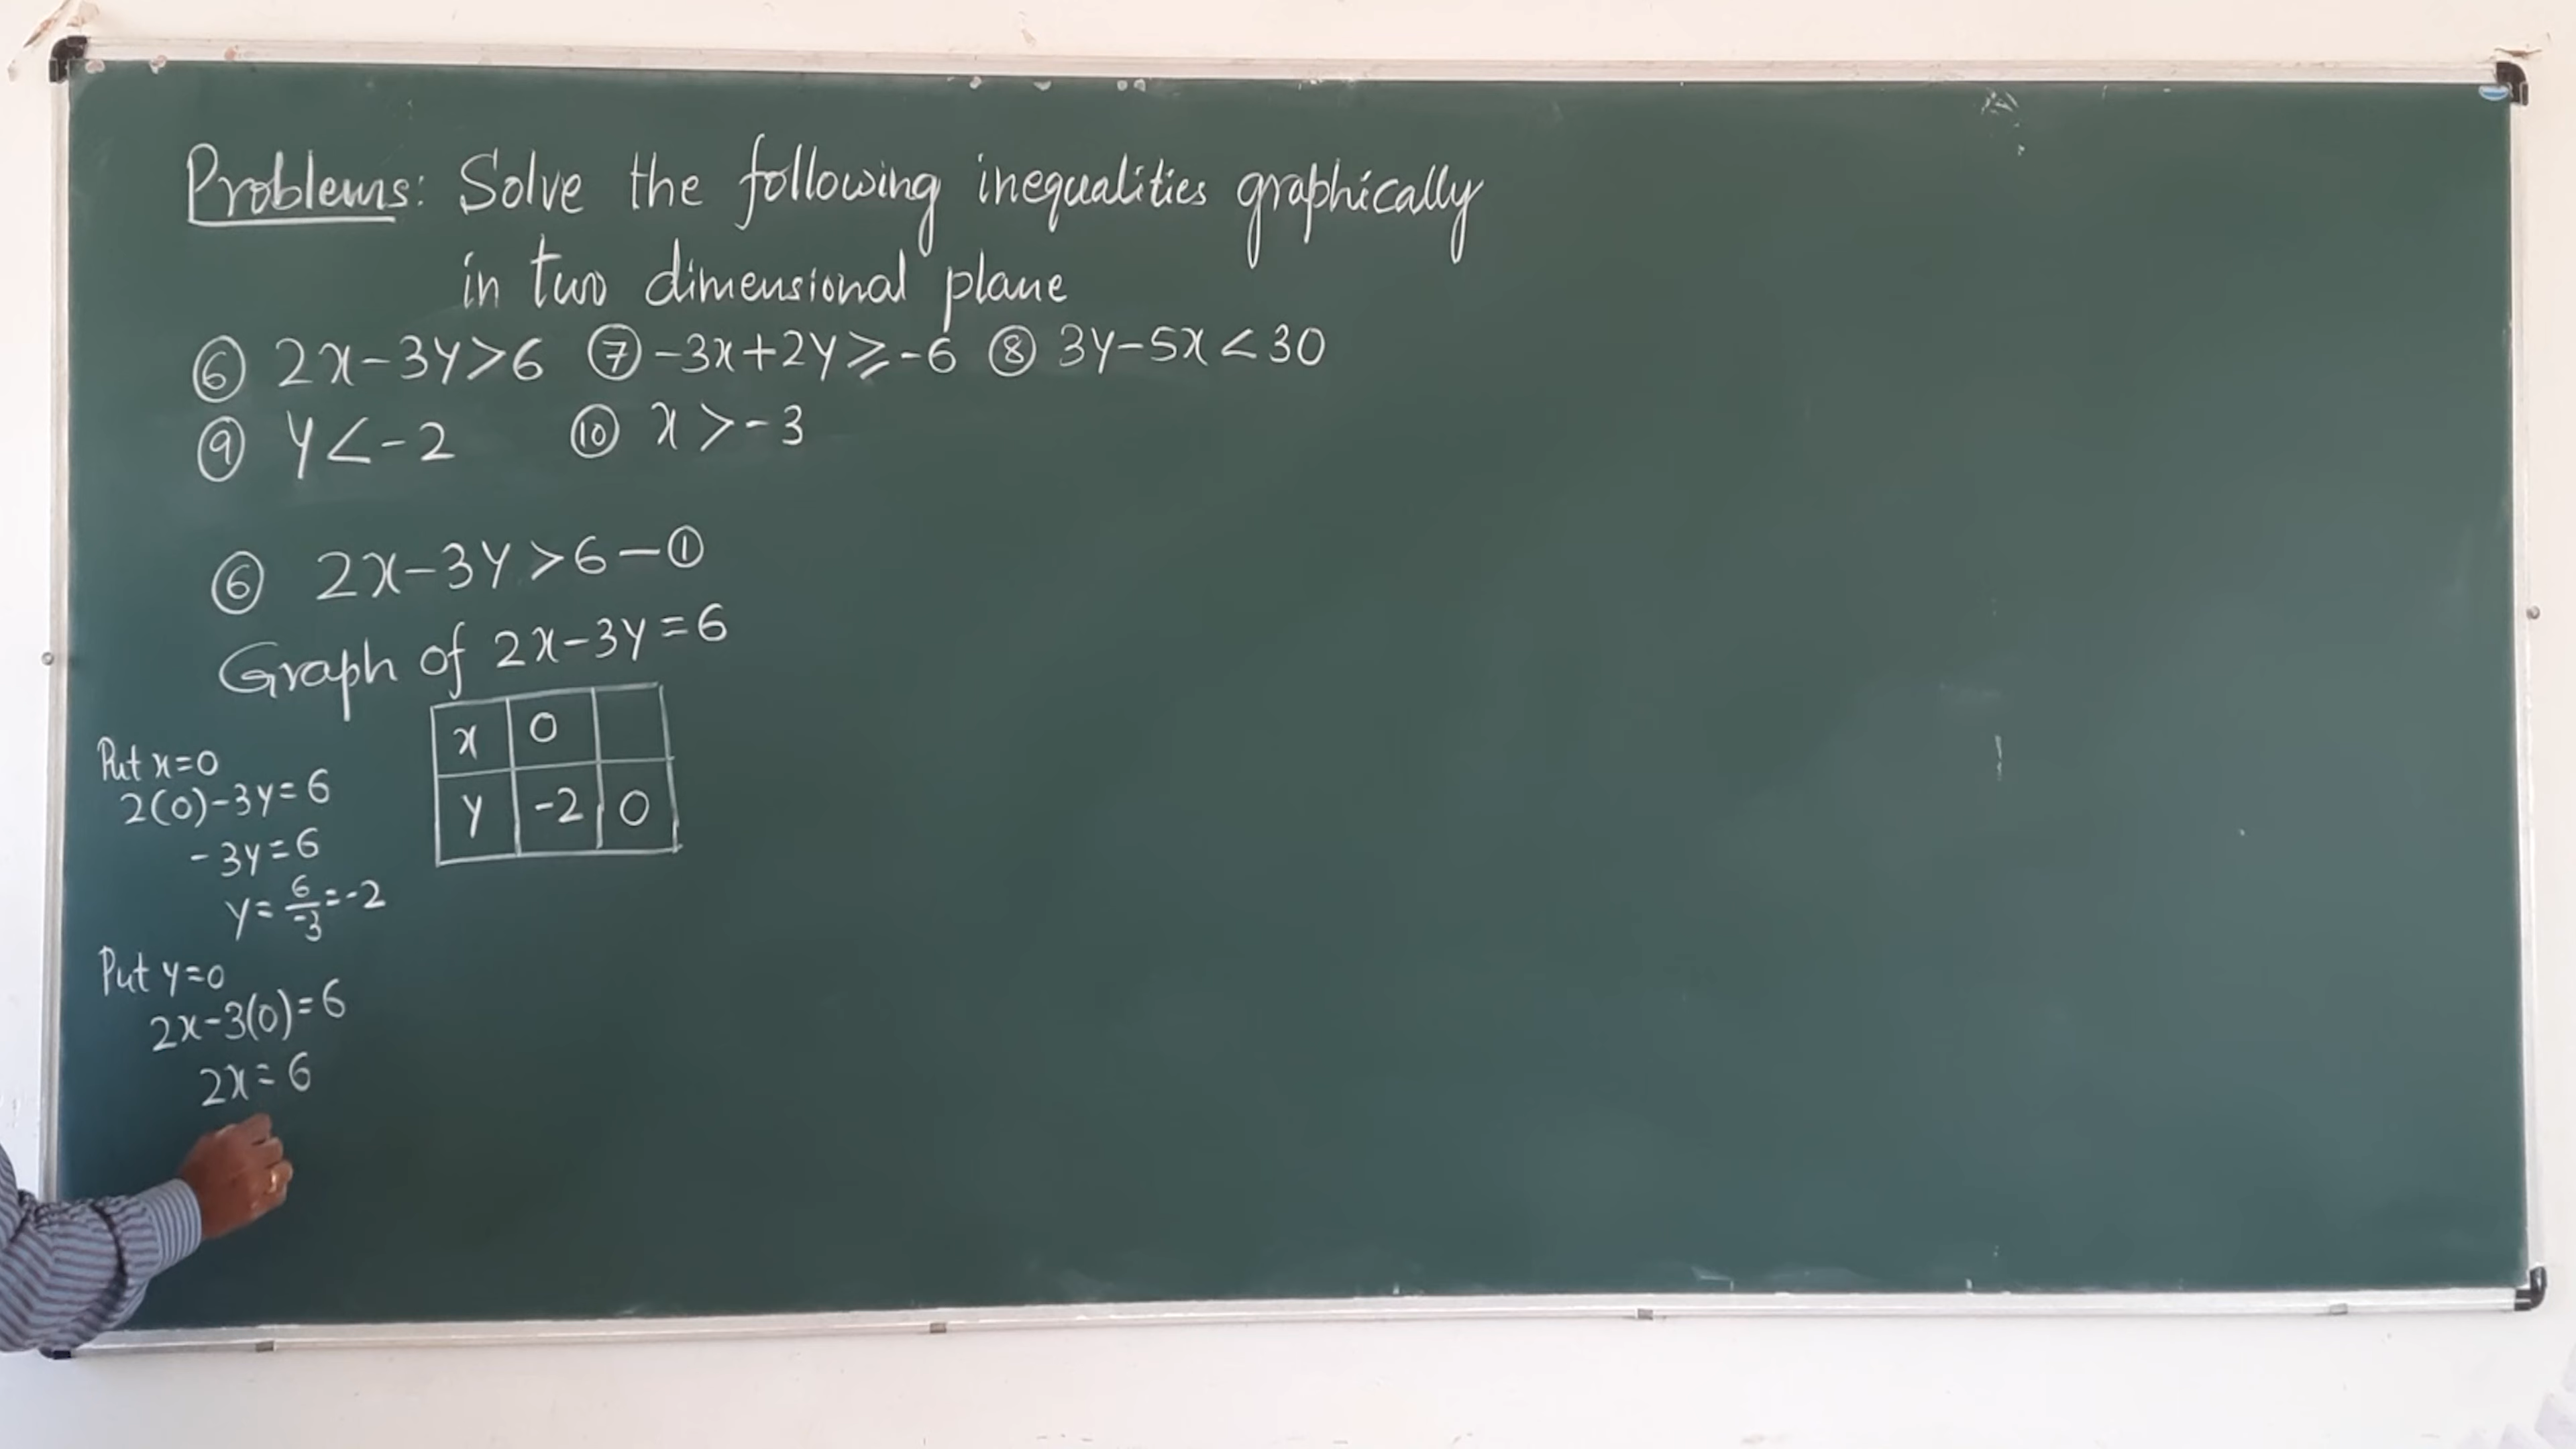 Problems: Solve the following inequalities graphically
in two dimensional plane
⑥ 2x-3y>6 ⑦ -3x+2y⩾-6 ⑧ 3y-5x<30
⑨ y<-2 ⑩ x>-3
⑥ 2x-3y>6-①
Graph of 2x-3y=6
x 0
y -2 0
Put x=0
2(0)-3y=6
-3y=6
y=6/-3=-2
Put y=0
2x-3(0)=6
2x=6